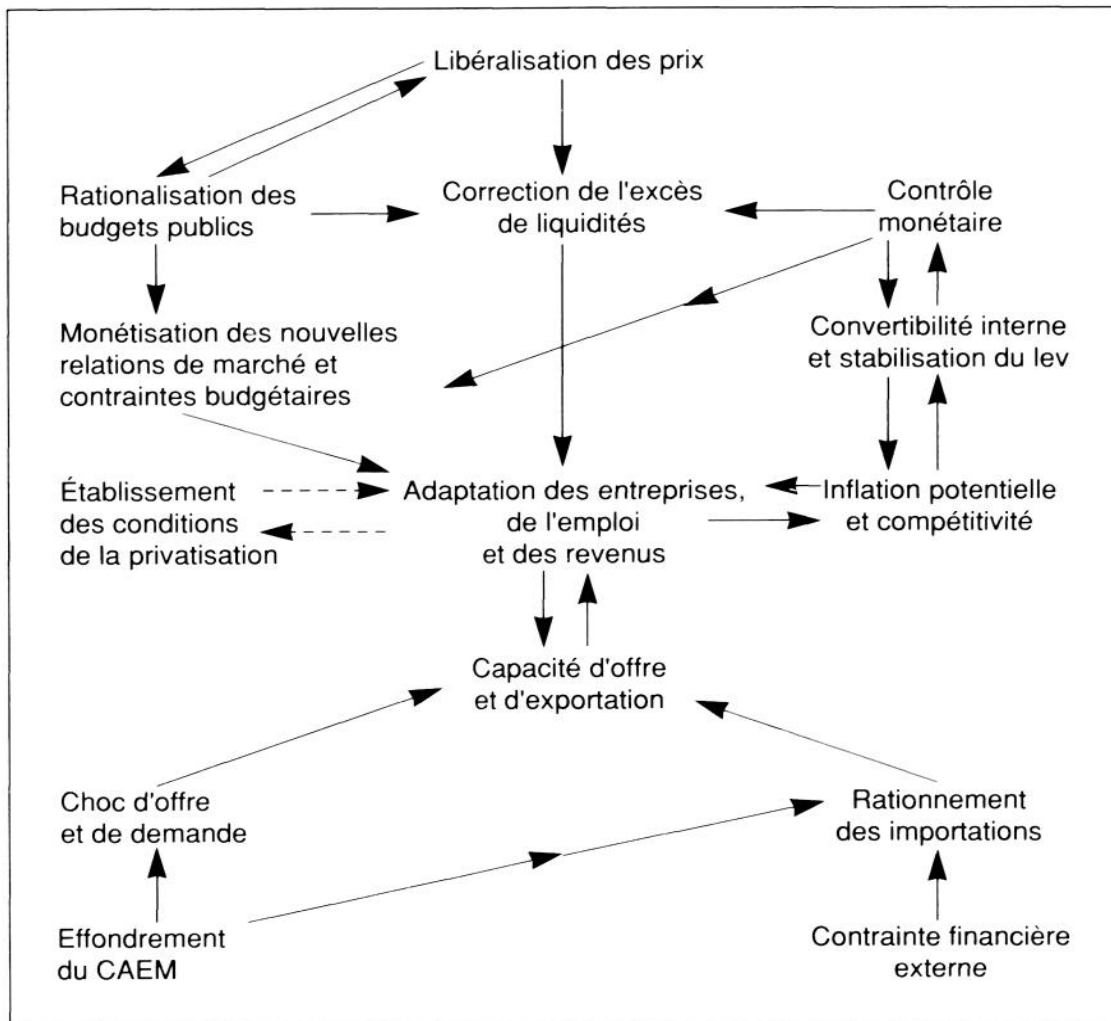 Libéralisation des prix
Rationalisation des
budgets publics
Correction de l'excès
de liquidités
Contrôle
monétaire
Monétisation des nouvelles
relations de marché et
contraintes budgétaires
Convertibilité interne
et stabilisation du lev
Établissement
des conditions
de la privatisation
Adaptation des entreprises,
de l'emploi
et des revenus
Inflation potentielle
et compétitivité
Capacité d'offre
et d'exportation
Choc d'offre
et de demande
Rationnement
des importations
Effondrement
du CAEM
Contrainte financière
externe